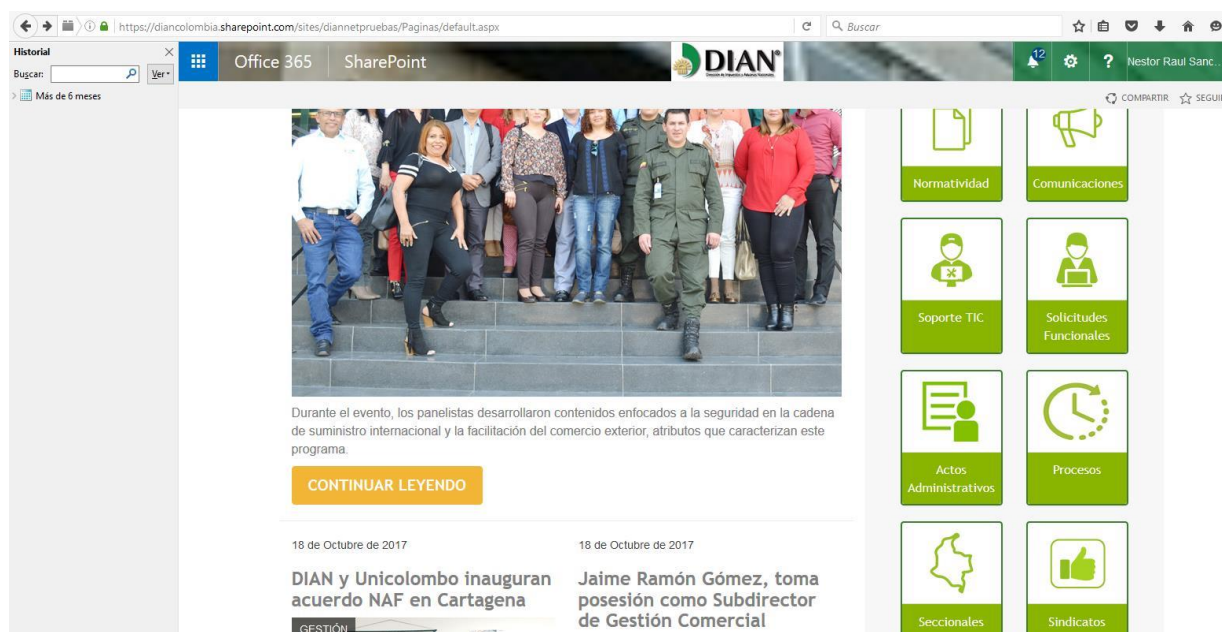 https://diancolombia.sharepoint.com/sites/diannetpruebas/Paginas/default.aspx
Buscar
Historial
Buscar:
Ver
Más de 6 meses
Office 365
SharePoint
DIAN
12
?
Nestor Raul Sanc...
COMPARTIR
SEGUIR
Normatividad
Comunicaciones
Soporte TIC
Solicitudes
Funcionales
Actos
Administrativos
Procesos
Seccionales
Sindicatos
Durante el evento, los panelistas desarrollaron contenidos enfocados a la seguridad en la cadena
de suministro internacional y la facilitación del comercio exterior, atributos que caracterizan este
programa.
CONTINUAR LEYENDO
18 de Octubre de 2017
DIAN y Unicolombo inauguran
acuerdo NAF en Cartagena
GESTIÓN
18 de Octubre de 2017
Jaime Ramón Gómez, toma
posesión como Subdirector
de Gestión Comercial